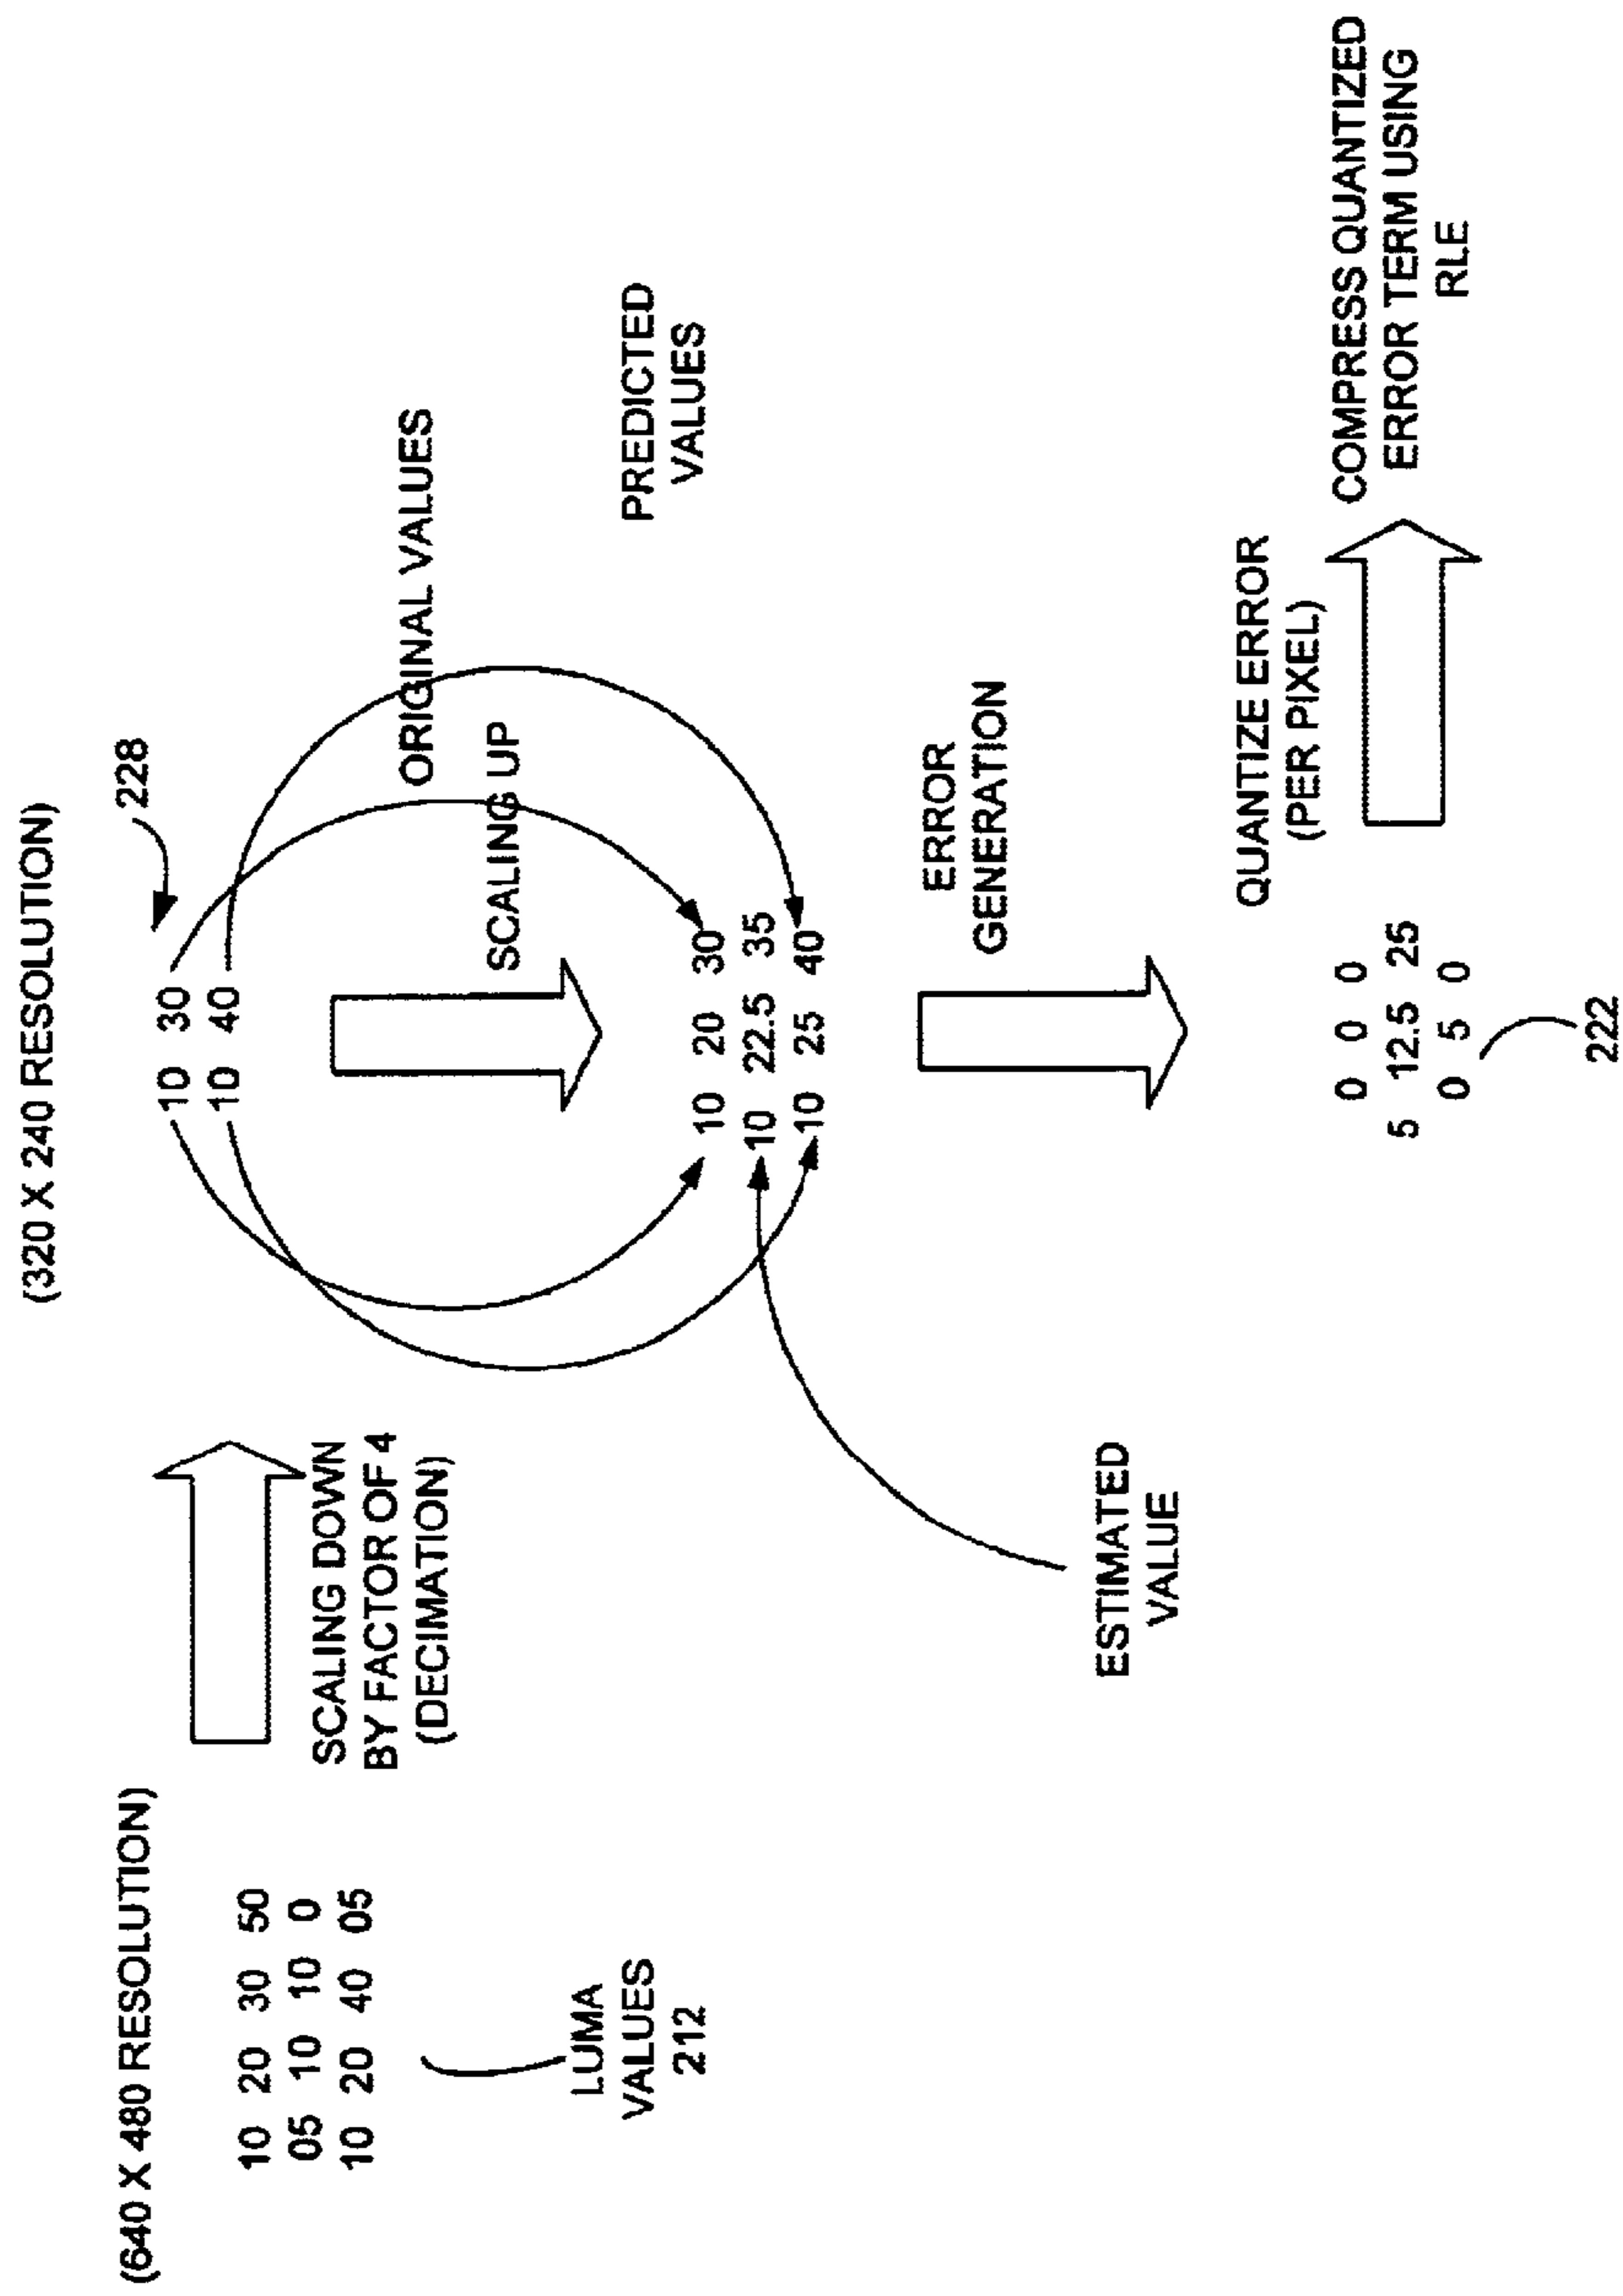 (640 X 480 RESOLUTION)
10 20 30 50
05 10 10 0
10 20 40 05
LUMA
VALUES
212
SCALING DOWN
BY FACTOR OF 4
(DECIMATION)
(320 X 240 RESOLUTION)
228
10 30
10 40
ORIGINAL VALUES
SCALING UP
PREDICTED
VALUES
10 20 30
10 22.5 35
10 25 40
ESTIMATED
VALUE
ERROR
GENERATION
0 0 0
5 12.5 25
0 5 0
222
QUANTIZE ERROR
(PER PIXEL)
COMPRESS QUANTIZED
ERROR TERM USING
RLE